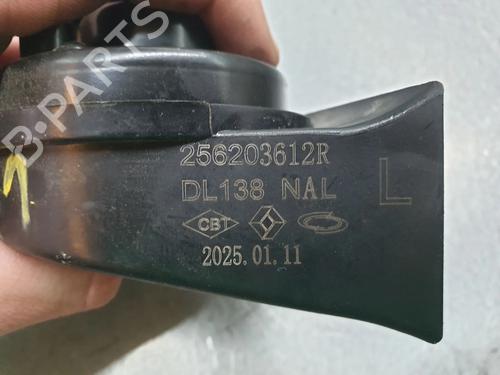 B-PARTS
256203612R
DL138 NAL
L
CBT
2025.01.11